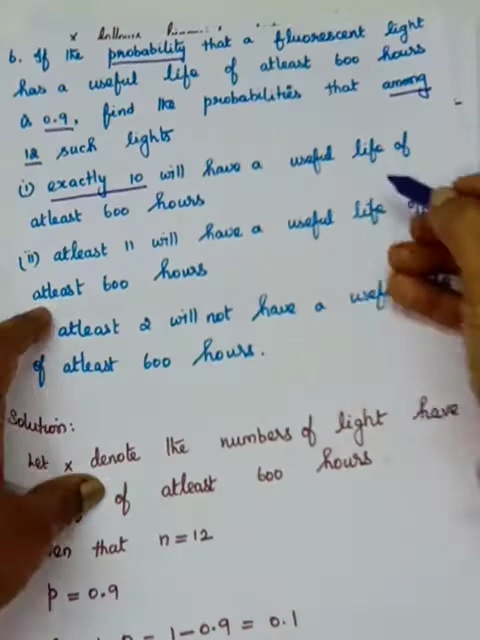 x follows
6. If the probability that a fluorescent light
has a useful life of atleast 600 hours
is 0.9, find the probabilities that among
12 such lights
(i) exactly 10 will have a useful life of
atleast 600 hours
(ii) atleast 11 will have a useful life
atleast 600 hours
atleast 2 will not have a usef
of atleast 600 hours.
Solution:
Let x denote the numbers of light have
of atleast 600 hours
en that n=12
p = 0.9
1-0.9 = 0.1